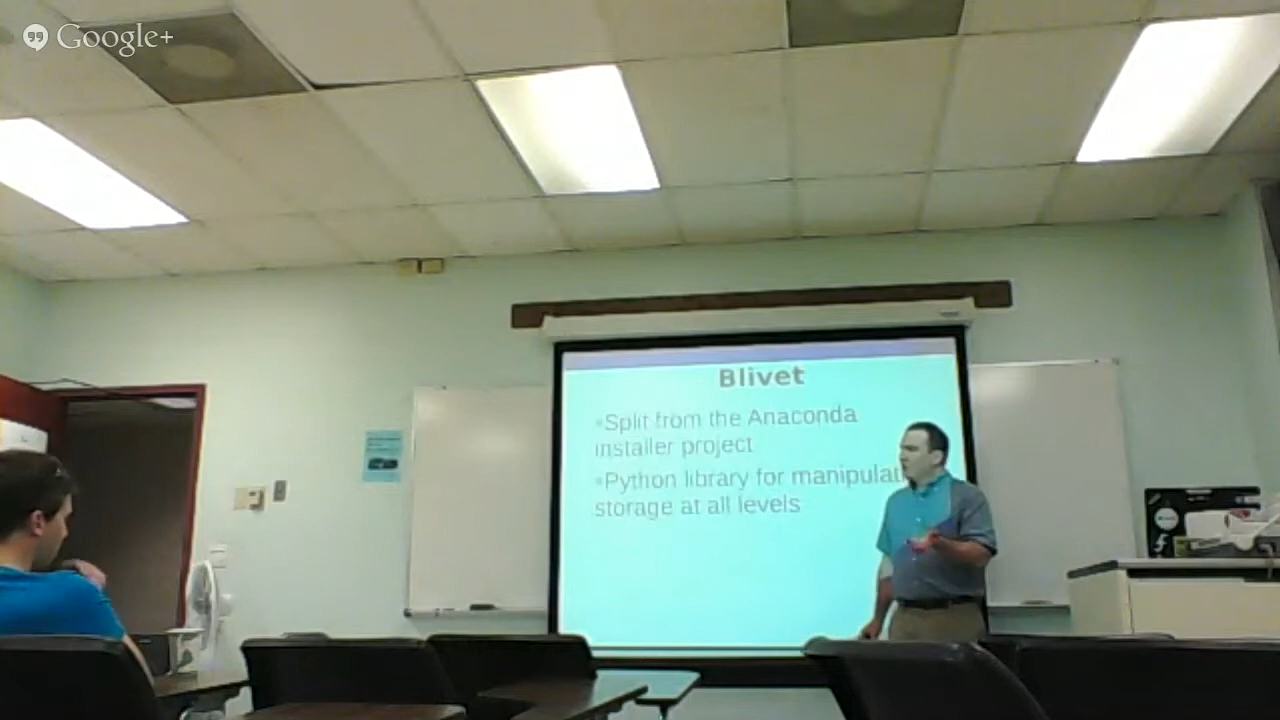 Google+
Blivet
Split from the Anaconda
installer project
Python library for manipulat
storage at all levels